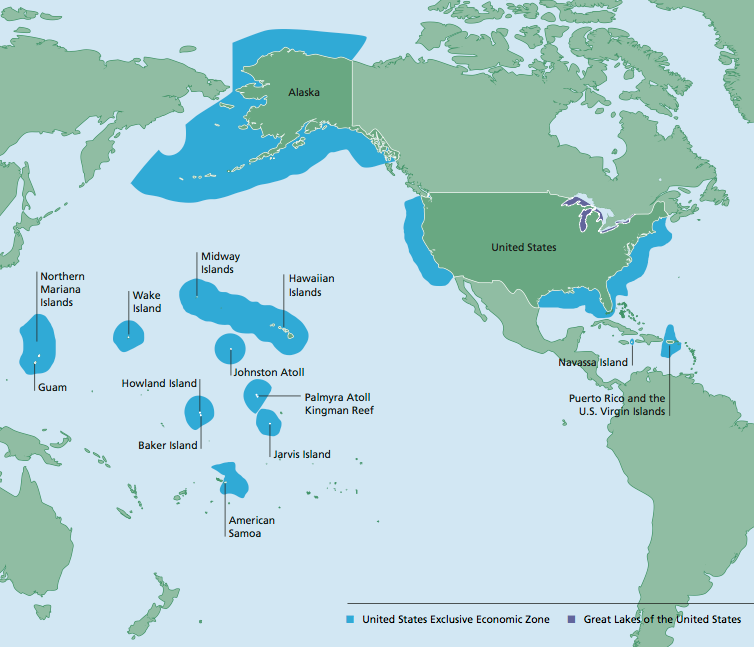 Alaska
United States
Midway
Islands
Hawaiian
Islands
Northern
Mariana
Islands
Wake
Island
Guam
Johnston Atoll
Howland Island
Palmyra Atoll
Kingman Reef
Baker Island
Jarvis Island
American
Samoa
Navassa Island
Puerto Rico and the
U.S. Virgin Islands
United States Exclusive Economic Zone
Great Lakes of the United States